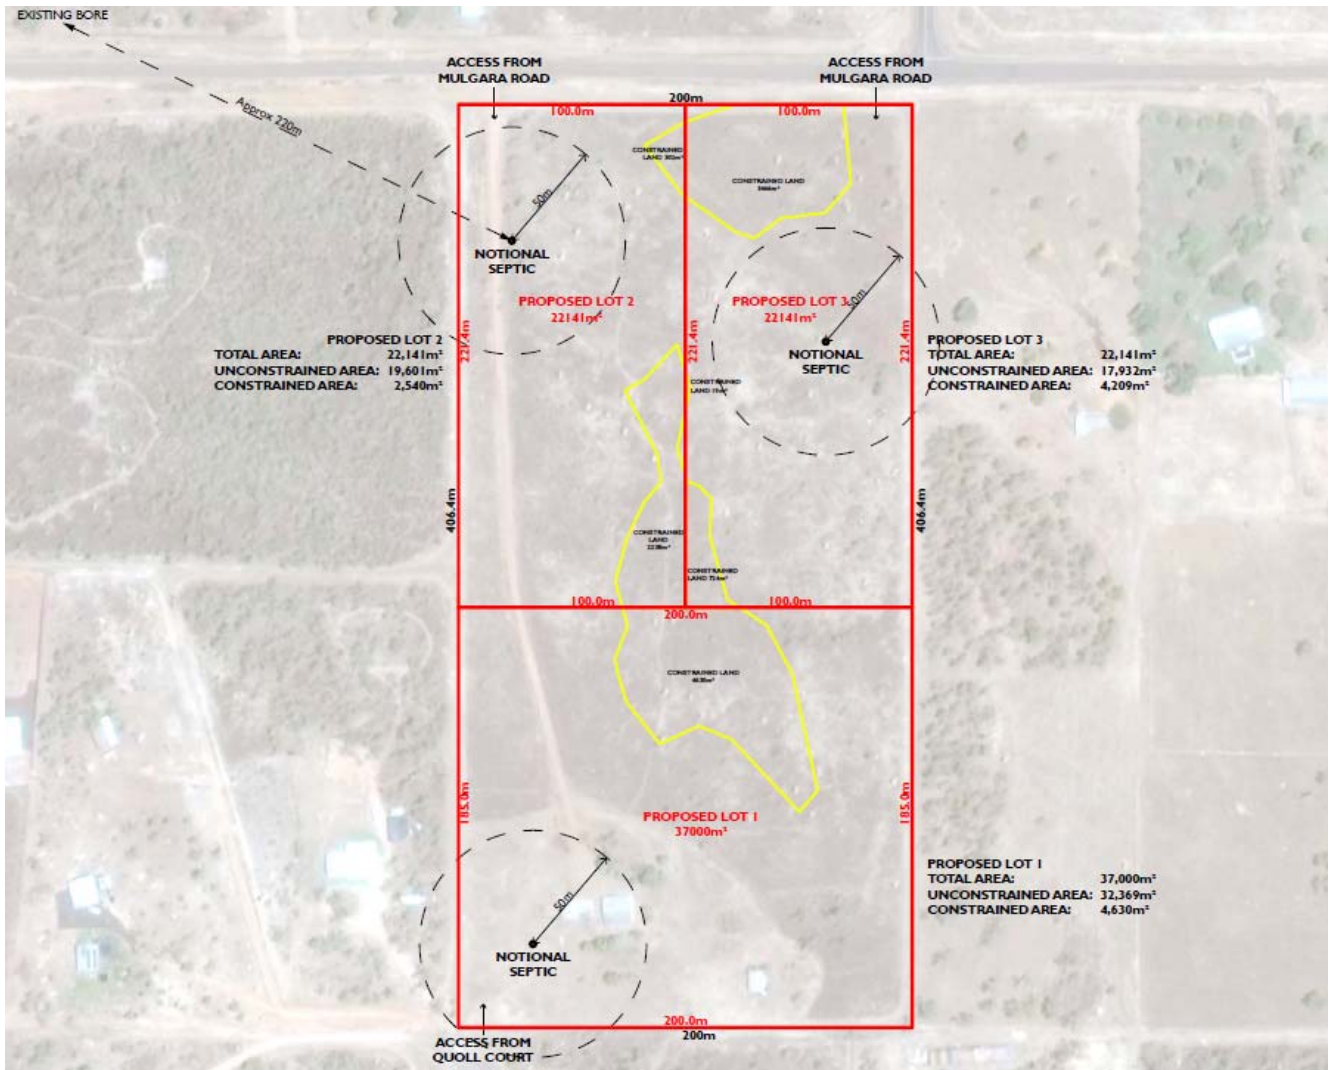 EXISTING BORE
Approx 220m
ACCESS FROM
MULGARA ROAD
ACCESS FROM
MULGARA ROAD
200m
100.0m
100.0m
CONSTRAINED
LAND 302m²
CONSTRAINED LAND
3466m²
50m
NOTIONAL
SEPTIC
PROPOSED LOT 2
22141m²
PROPOSED LOT 3
22141m²
50m
NOTIONAL
SEPTIC
221.4m
221.4m
221.4m
PROPOSED LOT 2
TOTAL AREA: 22,141m²
UNCONSTRAINED AREA: 19,601m²
CONSTRAINED AREA: 2,540m²
PROPOSED LOT 3
TOTAL AREA: 22,141m²
UNCONSTRAINED AREA: 17,932m²
CONSTRAINED AREA: 4,209m²
CONSTRAINED
LAND
406.4m
406.4m
CONSTRAINED
LAND
2238m²
CONSTRAINED
LAND 724m²
100.0m
100.0m
200.0m
CONSTRAINED LAND
4630m²
185.0m
185.0m
PROPOSED LOT 1
37000m²
50m
NOTIONAL
SEPTIC
PROPOSED LOT 1
TOTAL AREA: 37,000m²
UNCONSTRAINED AREA: 32,369m²
CONSTRAINED AREA: 4,630m²
200.0m
200m
ACCESS FROM
QUOLL COURT